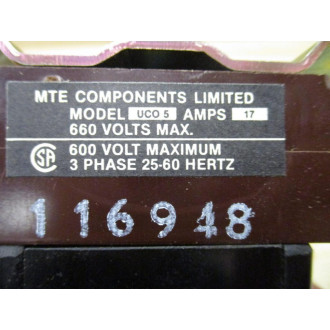 MTE COMPONENTS LIMITED
MODEL UCO 5 AMPS 17
660 VOLTS MAX.
SA 600 VOLT MAXIMUM
3 PHASE 25-60 HERTZ
116948